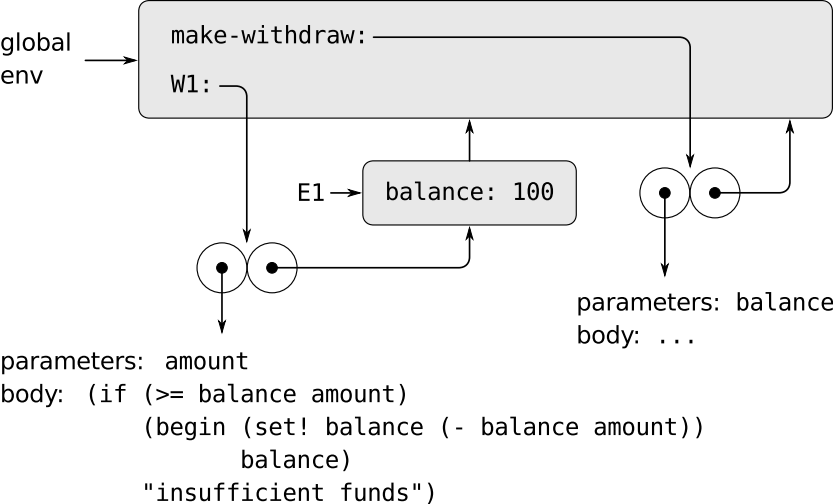 global
env
make-withdraw:
W1:
E1
balance: 100
parameters: balance
body: ...
parameters: amount
body: (if (>= balance amount)
(begin (set! balance (- balance amount))
balance)
"insufficient funds")